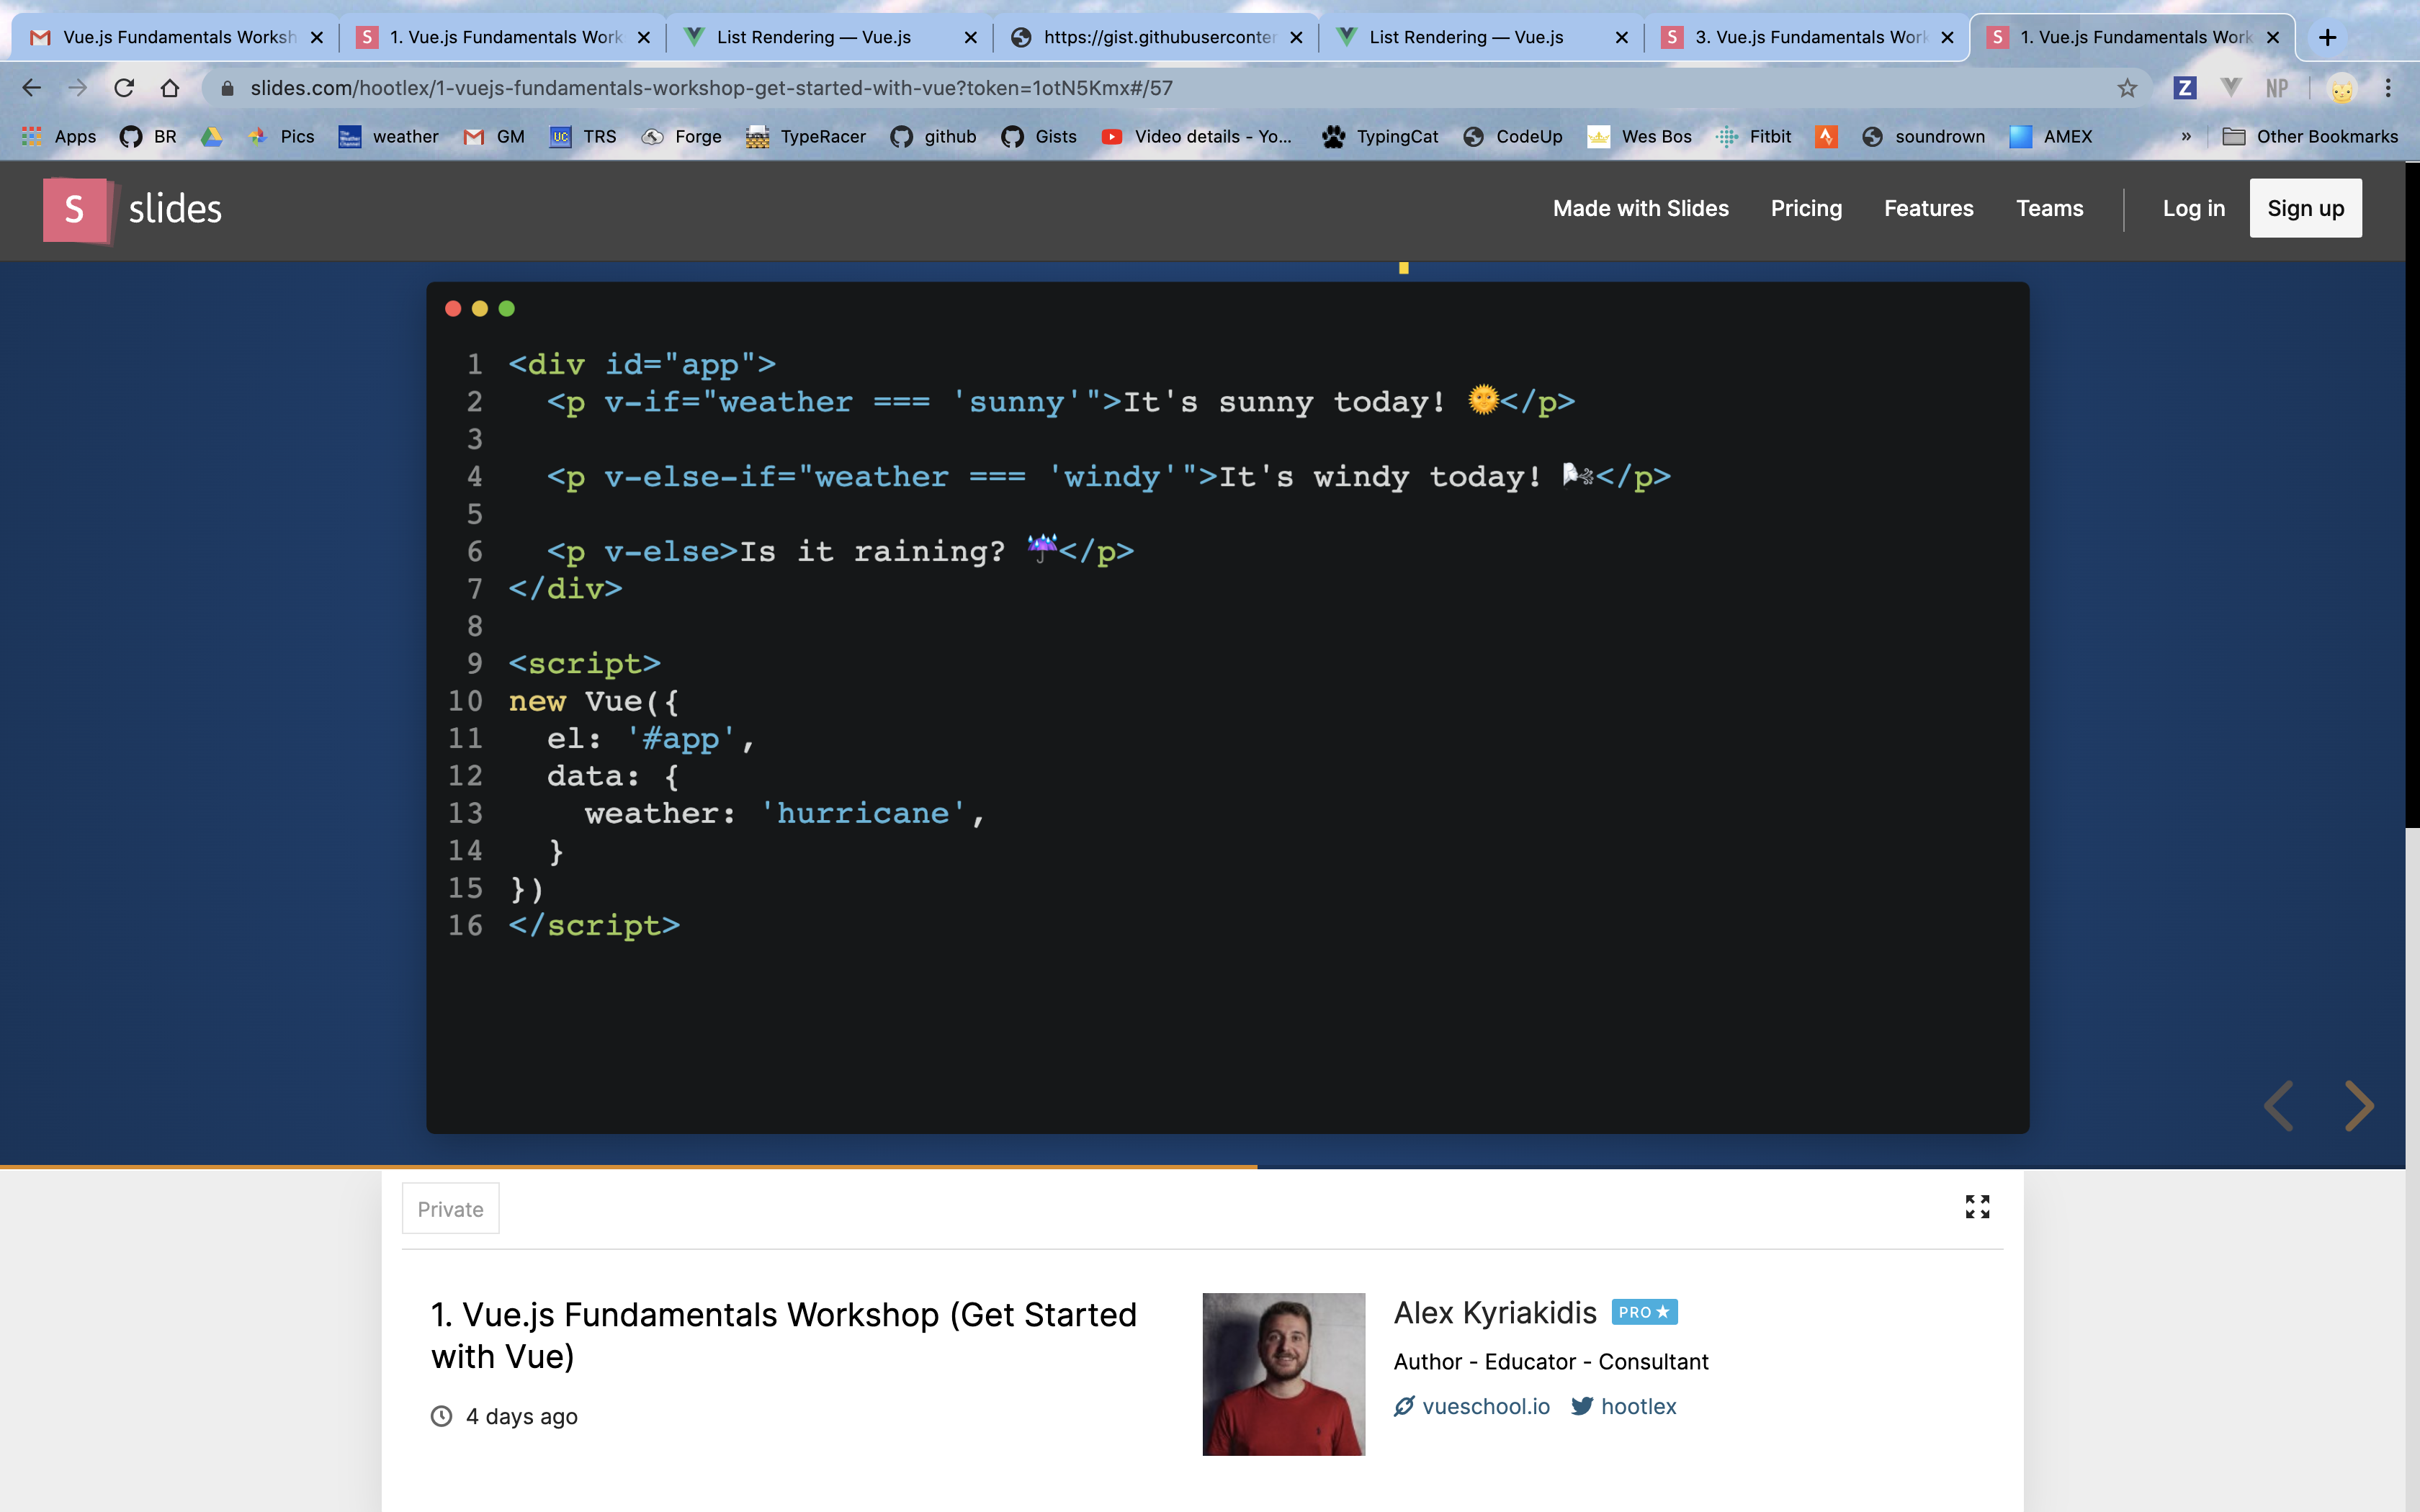 Vue.js Fundamentals Worksh
1. Vue.js Fundamentals Work
List Rendering — Vue.js
https://gist.githubuserconter
List Rendering — Vue.js
3. Vue.js Fundamentals Work
1. Vue.js Fundamentals Work
slides.com/hootlex/1-vuejs-fundamentals-workshop-get-started-with-vue?token=1otN5Kmx#/57
NP
Apps
BR
Pics
weather
GM
TRS
Forge
TypeRacer
github
Gists
Video details - Yo...
TypingCat
CodeUp
Wes Bos
Fitbit
soundrown
AMEX
»
Other Bookmarks
S slides
Made with Slides
Pricing
Features
Teams
Log in
Sign up
1 <div id="app">
2 <p v-if="weather === 'sunny'">It's sunny today! 🌞</p>
3
4 <p v-else-if="weather === 'windy'">It's windy today! 🌬</p>
5
6 <p v-else>Is it raining? ☔</p>
7 </div>
8
9 <script>
10 new Vue({
11 el: '#app',
12 data: {
13 weather: 'hurricane',
14 }
15 })
16 </script>
Private
1. Vue.js Fundamentals Workshop (Get Started
with Vue)
4 days ago
Alex Kyriakidis PRO ★
Author - Educator - Consultant
vueschool.io hootlex